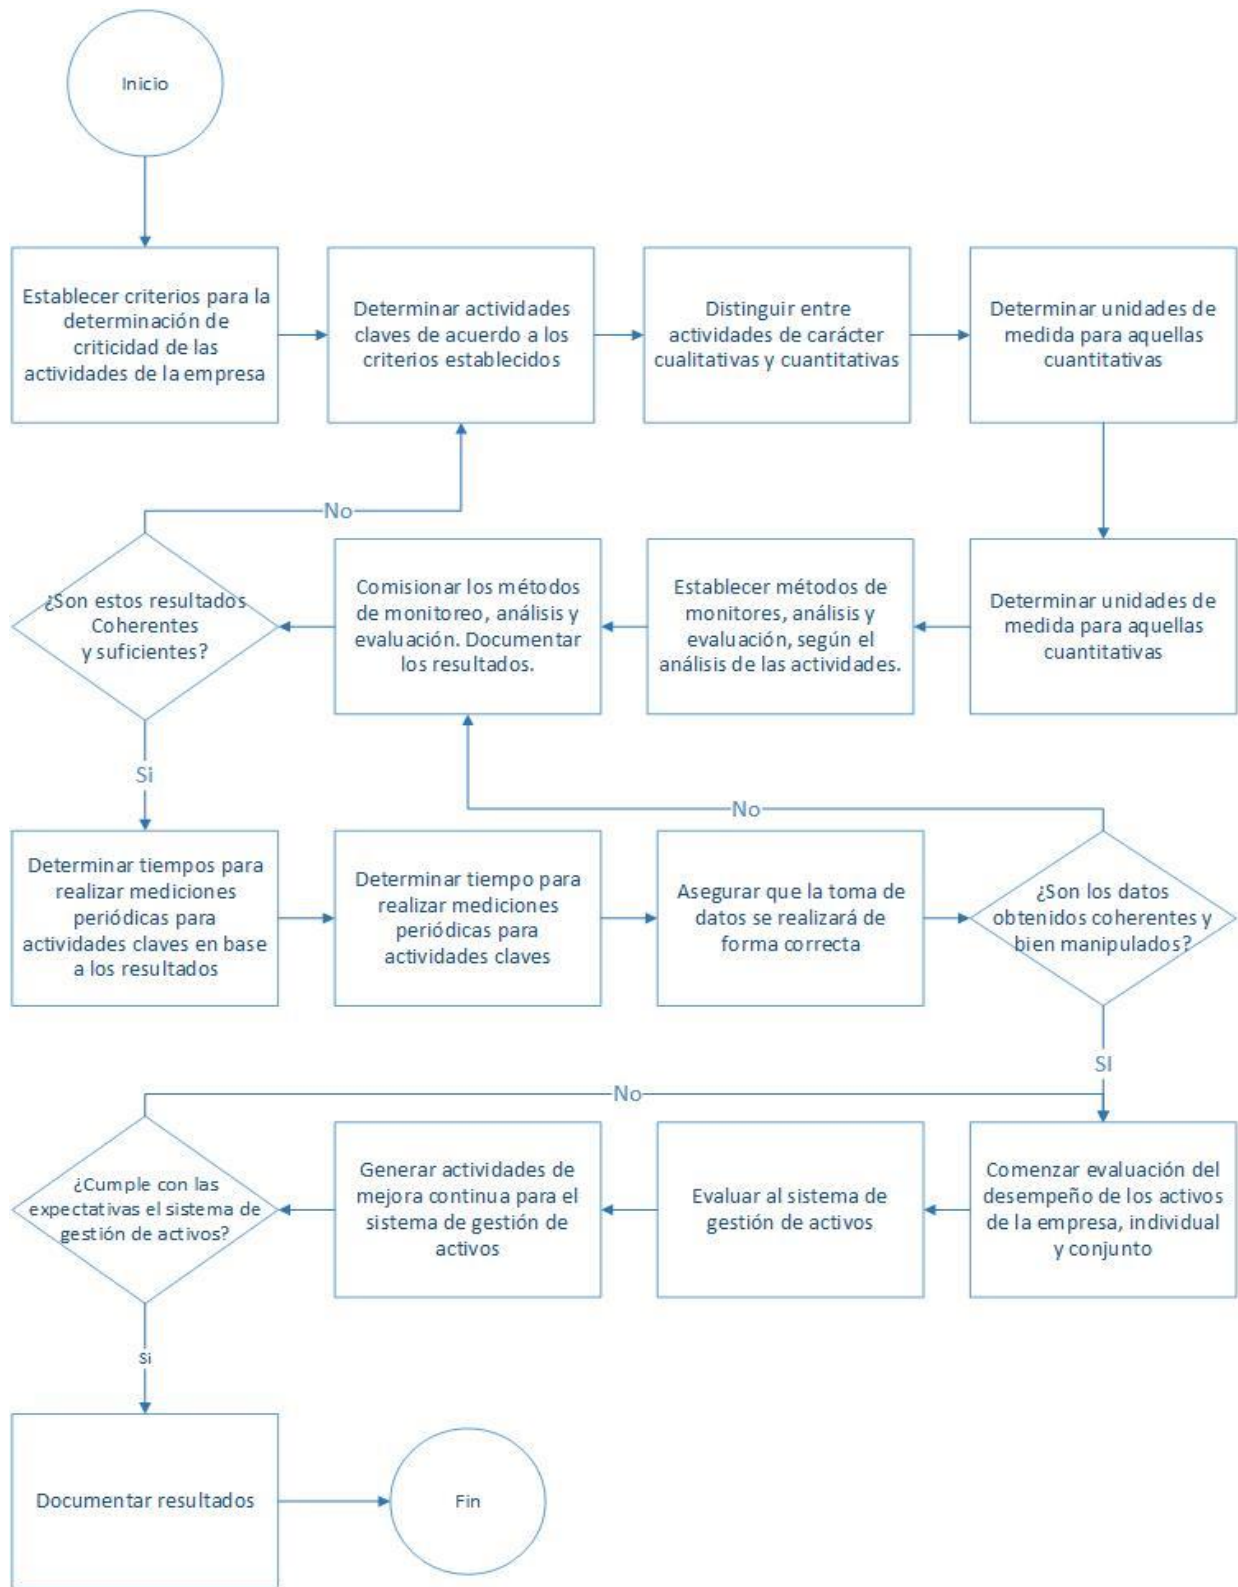 Inicio
Establecer criterios para la
determinación de
criticidad de las
actividades de la empresa
Determinar actividades
claves de acuerdo a los
criterios establecidos
Distinguir entre
actividades de carácter
cualitativas y cuantitativas
Determinar unidades de
medida para aquellas
cuantitativas
No
¿Son estos resultados
Coherentes
y suficientes?
Comisionar los métodos
de monitoreo, análisis y
evaluación. Documentar
los resultados.
Establecer métodos de
monitores, análisis y
evaluación, según el
análisis de las actividades.
Determinar unidades de
medida para aquellas
cuantitativas
Si
No
Determinar tiempos para
realizar mediciones
periódicas para
actividades claves en base
a los resultados
Determinar tiempo para
realizar mediciones
periódicas para
actividades claves
Asegurar que la toma de
datos se realizará de
forma correcta
¿Son los datos
obtenidos coherentes y
bien manipulados?
SI
No
¿Cumple con las
expectativas el sistema de
gestión de activos?
Generar actividades de
mejora continua para el
sistema de gestión de
activos
Evaluar al sistema de
gestión de activos
Comenzar evaluación del
desempeño de los activos
de la empresa, individual
y conjunto
Si
Documentar resultados
Fin